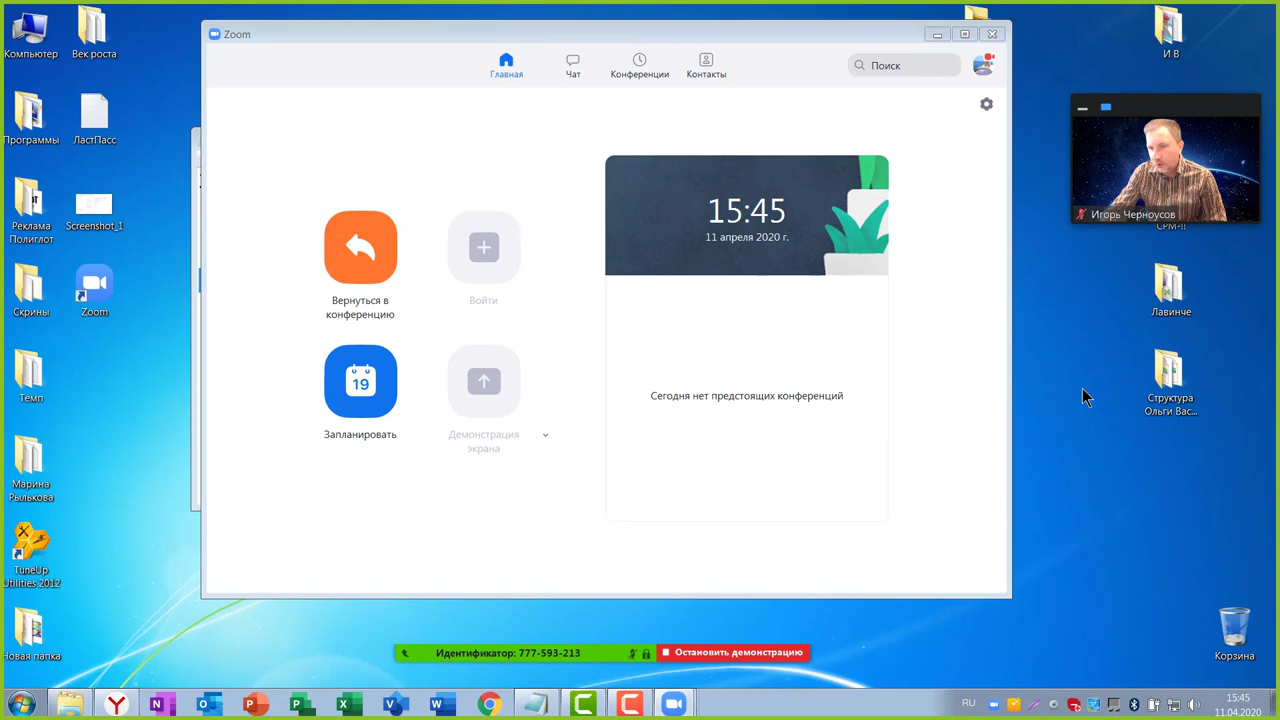 Компьютер
Век роста
Программы
ЛастПасс
Реклама
Полиглот
Screenshot_1
Скрины
Zoom
Темп
Марина
Рылькова
TuneUp
Utilities 2012
Новая папка
Zoom
Главная
Чат
Конференции
Контакты
Поиск
15:45
11 апреля 2020 г.
Вернуться в
конференцию
Войти
19
Запланировать
Демонстрация
экрана
Сегодня нет предстоящих конференций
И В
Игорь Черноусов
СРМ-!!
Лавинче
Структура
Ольги Вас...
Корзина
Идентификатор: 777-593-213
Остановить демонстрацию
RU
15:45
11.04.2020